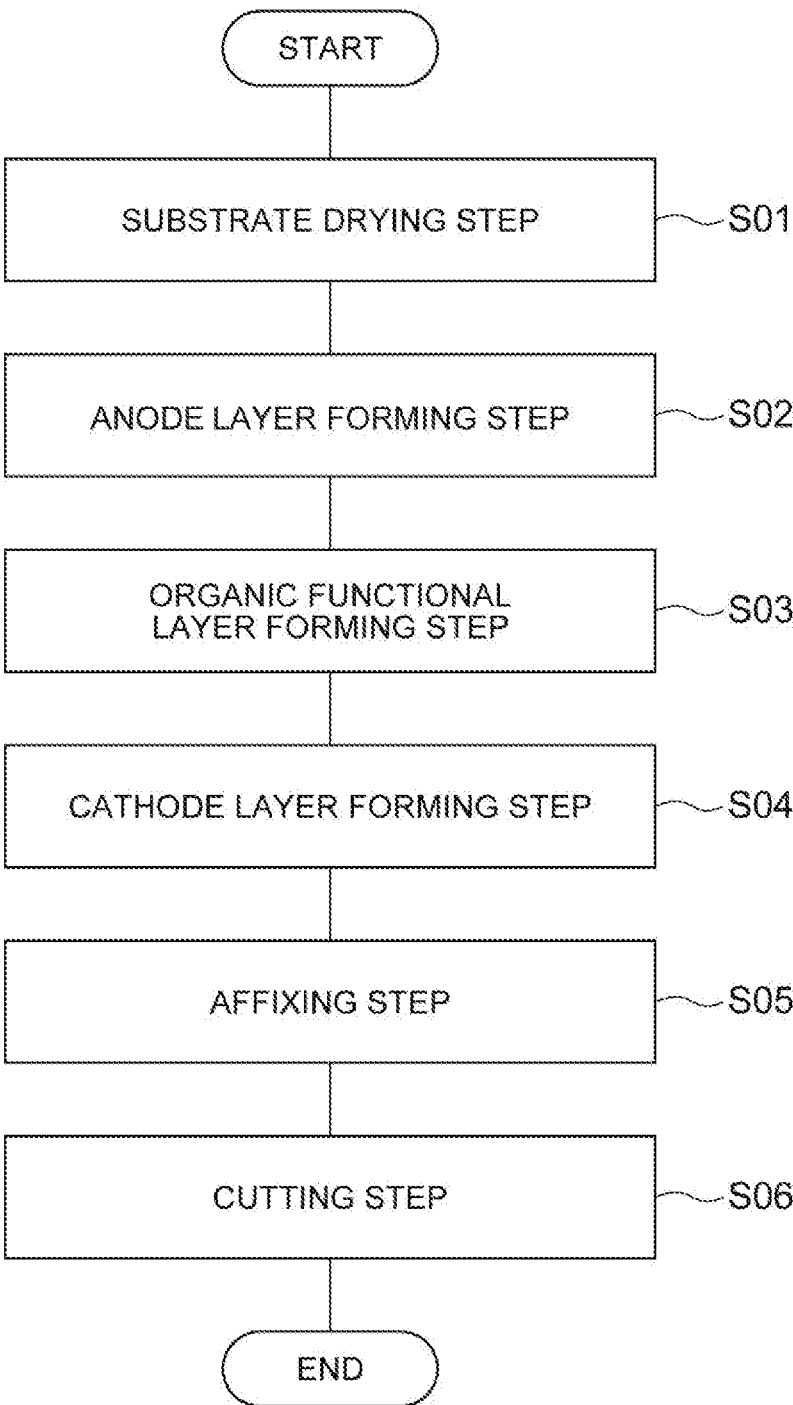 START
SUBSTRATE DRYING STEP
S01
ANODE LAYER FORMING STEP
S02
ORGANIC FUNCTIONAL
LAYER FORMING STEP
S03
CATHODE LAYER FORMING STEP
S04
AFFIXING STEP
S05
CUTTING STEP
S06
END